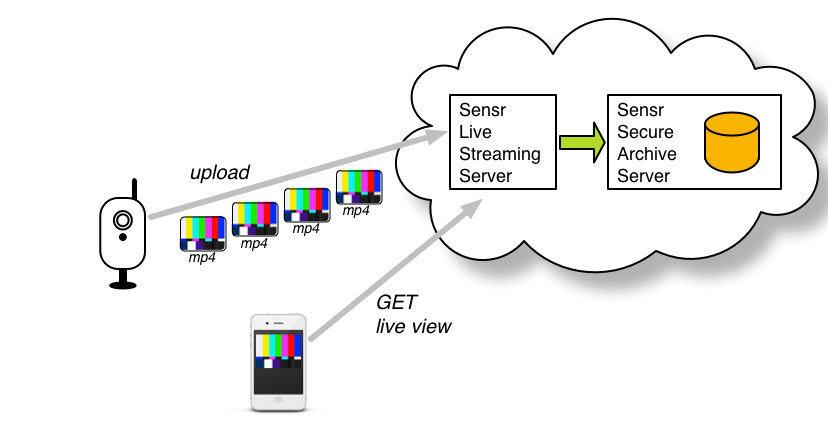 Sensr
Live
Streaming
Server
Sensr
Secure
Archive
Server
upload
mp4
mp4
mp4
mp4
GET
live view